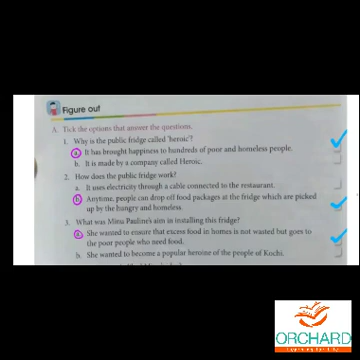 Figure out
A. Tick the options that answer the questions.
1. Why is the public fridge called 'heroic'?
a. It has brought happiness to hundreds of poor and homeless people.
b. It is made by a company called Heroic.
2. How does the public fridge work?
a. It uses electricity through a cable connected to the restaurant.
b. Anytime, people can drop off food packages at the fridge which are picked
up by the hungry and homeless.
3. What was Minu Pauline's aim in installing this fridge?
a. She wanted to ensure that excess food in homes is not wasted but goes to
the poor people who need food.
b. She wanted to become a popular heroine of the people of Kochi.
ORCHARD